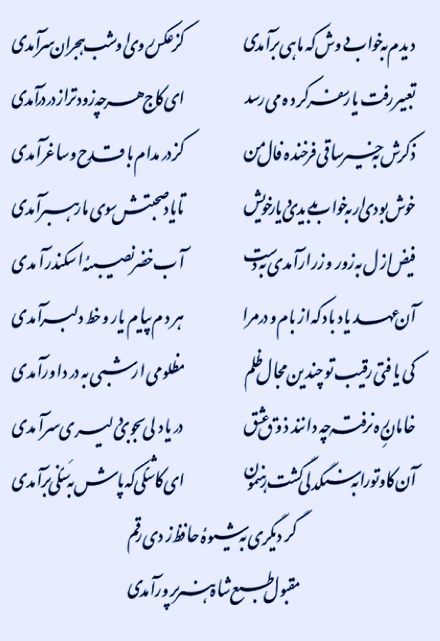 دیدم به خواب دوش که ماهی برآمدی کز عکس روی او شب هجران سرآمدی
تعبیر رفت یار سفرکرده می‌رسد ای کاج هر چه زودتر از در درآمدی
ذکرش به خیر ساقی فرخنده فال من کز در مدام با قدح و ساغر آمدی
خوش بودی ار به خواب بدیدی دیار خویش تا یاد صحبتش سوی ما رهبر آمدی
فیض ازل به زور و زر ار آمدی به دست آب خضر نصیبهٔ اسکندر آمدی
آن عهد یاد باد که از بام و در مرا هر دم پیام یار و خط دلبر آمدی
کی یافتی رقیب تو چندین مجال ظلم مظلومی ار شبی به در داور آمدی
خامان ره نرفته چه دانند ذوق عشق دریادلی بجوی دلیری سرآمدی
آن کاو تو را به سنگدلی گشت رهنمون ای کاشکی که پاش به سنگی برآمدی
گر دیگری به شیوهٔ حافظ زدی رقم
مقبول طبع شاه هنرپرور آمدی